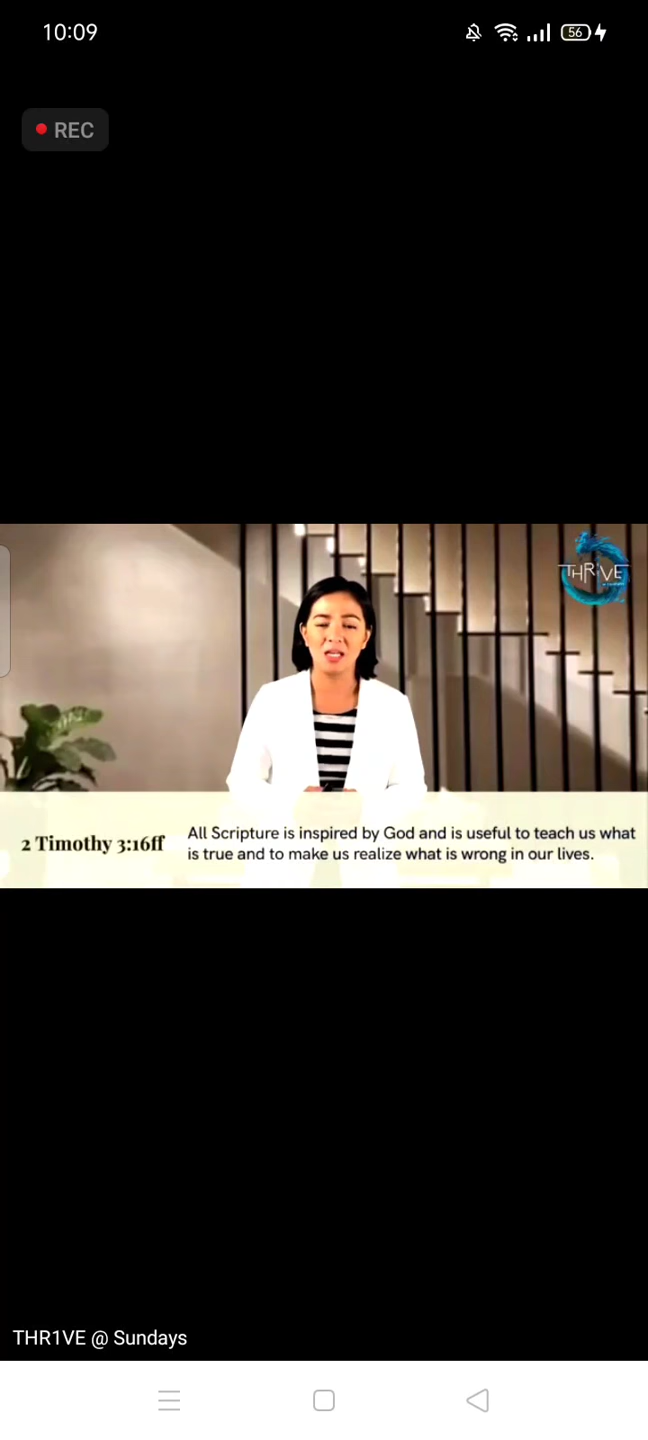 10:09
56
REC
THRIVE
2 Timothy 3:16ff
All Scripture is inspired by God and is useful to teach us what
is true and to make us realize what is wrong in our lives.
THR1VE @ Sundays